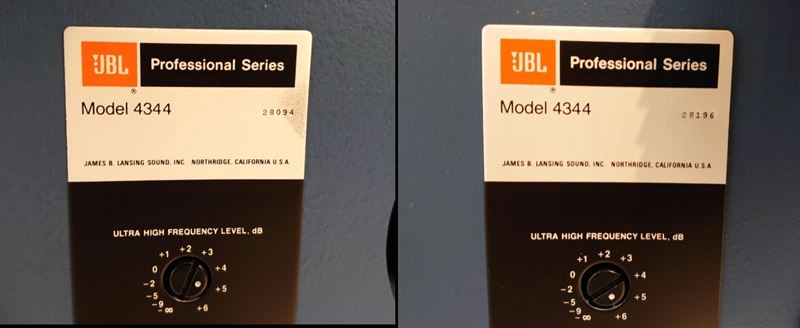 JBL Professional Series
®
Model 4344
28094
JAMES B. LANSING SOUND, INC. NORTHRIDGE, CALIFORNIA U.S.A.
ULTRA HIGH FREQUENCY LEVEL, dB
+2
+1 +3
0 +4
-2 +5
-5
-9
-∞ +6
JBL Professional Series
®
Model 4344
28196
JAMES B. LANSING SOUND, INC. NORTHRIDGE, CALIFORNIA U.S.A.
ULTRA HIGH FREQUENCY LEVEL, dB
+2
+1 +3
0 +4
-2 +5
-5
-9
-∞ +6